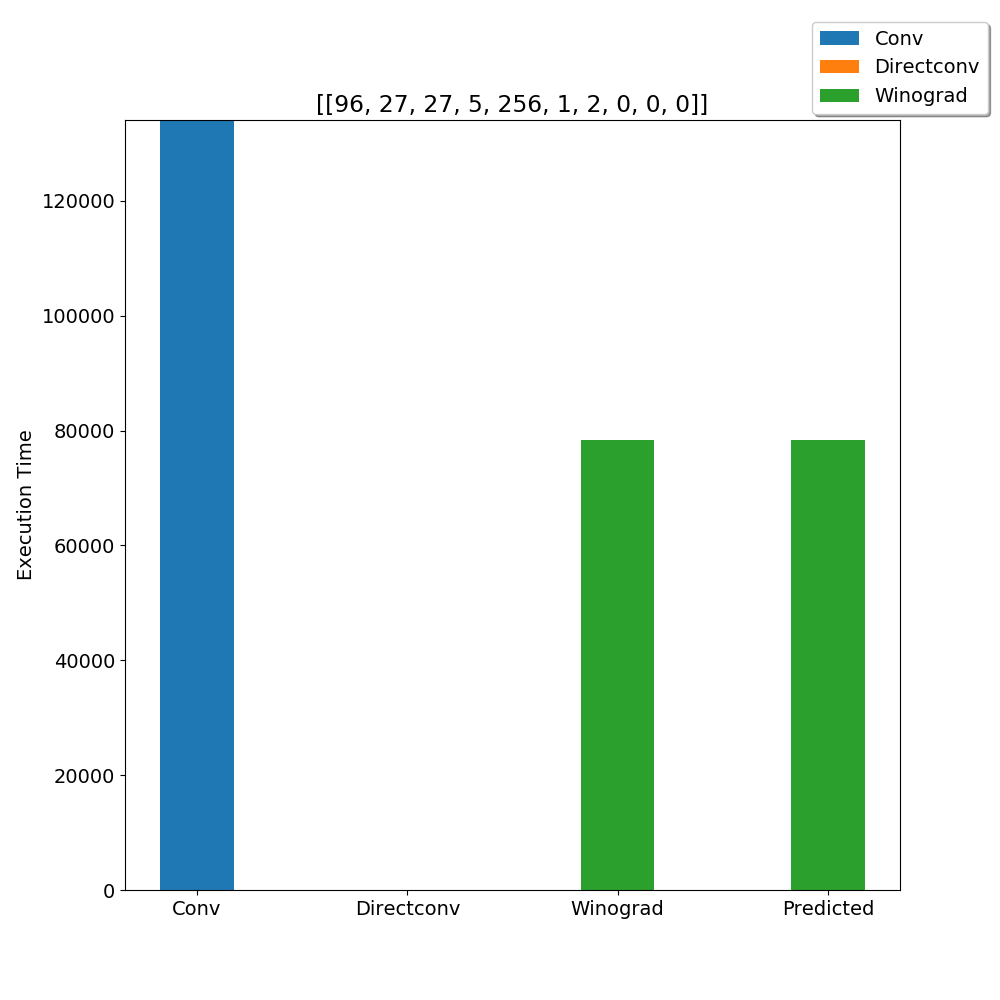 Conv
Directconv
Winograd
[[96, 27, 27, 5, 256, 1, 2, 0, 0, 0]]
120000
100000
80000
60000
40000
20000
0
Execution Time
Conv Directconv Winograd Predicted